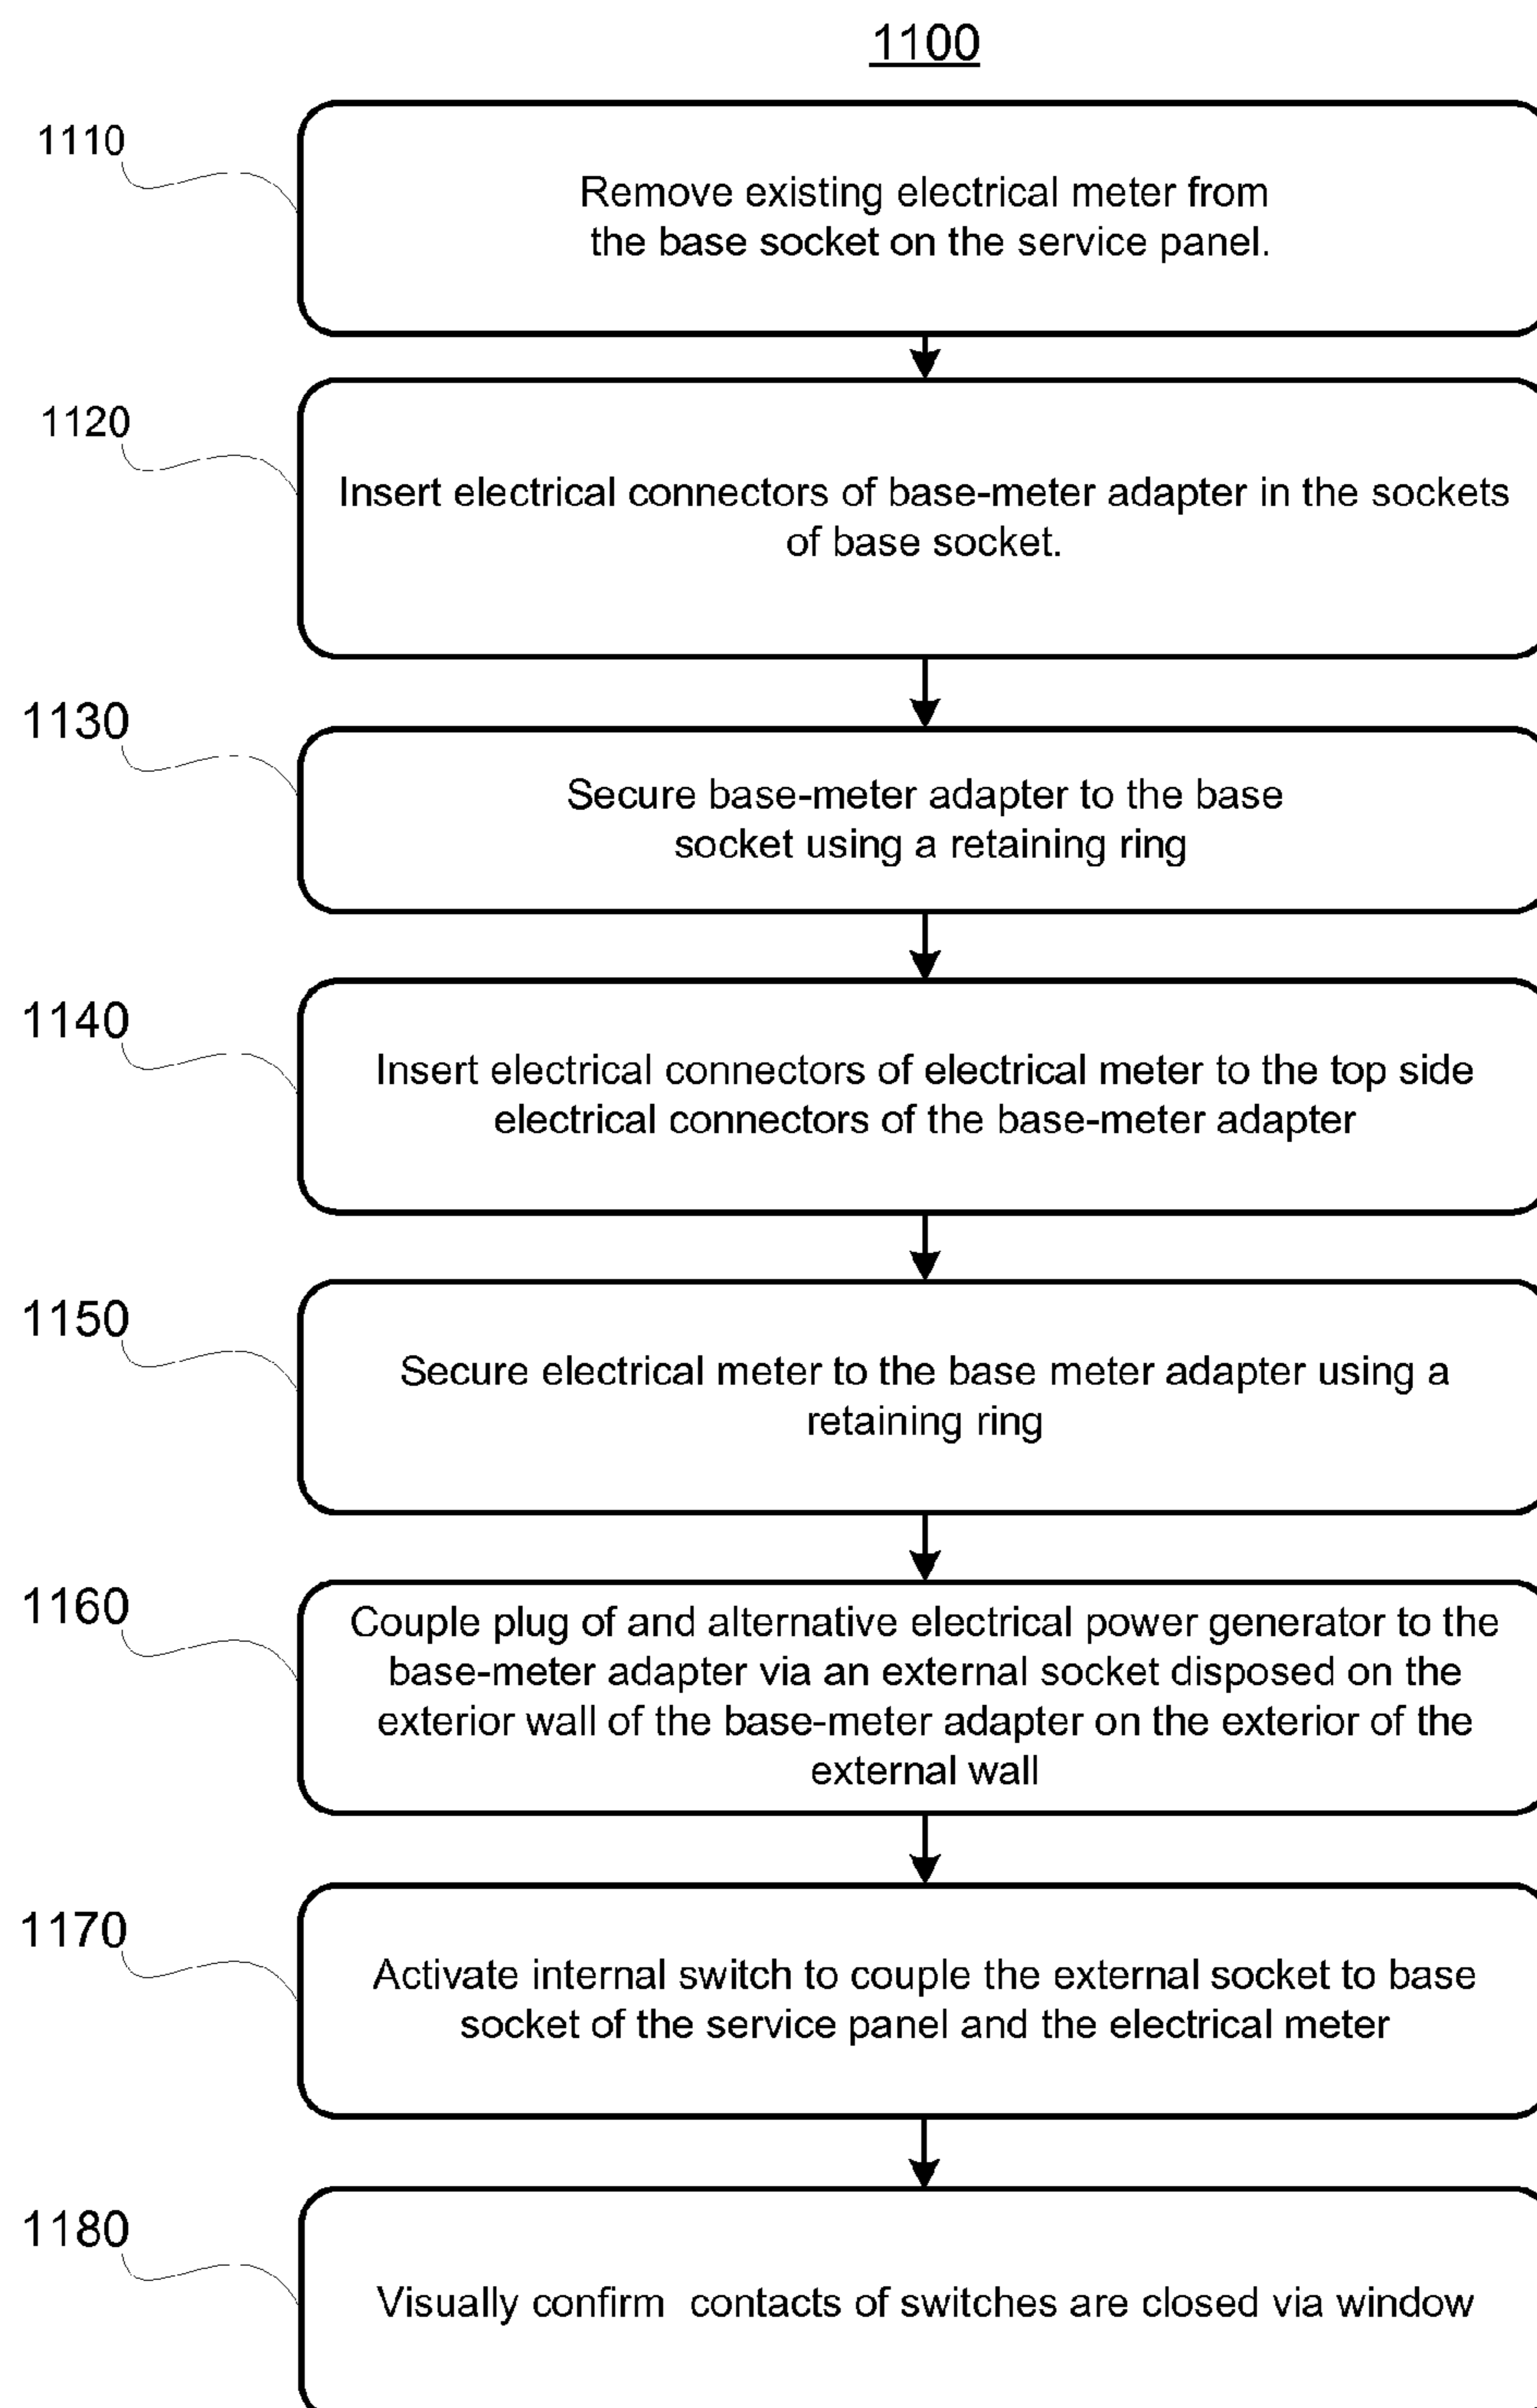 1100
1110
Remove existing electrical meter from
the base socket on the service panel.
1120
Insert electrical connectors of base-meter adapter in the sockets
of base socket.
1130
Secure base-meter adapter to the base
socket using a retaining ring
1140
Insert electrical connectors of electrical meter to the top side
electrical connectors of the base-meter adapter
1150
Secure electrical meter to the base meter adapter using a
retaining ring
1160
Couple plug of and alternative electrical power generator to the
base-meter adapter via an external socket disposed on the
exterior wall of the base-meter adapter on the exterior of the
external wall
1170
Activate internal switch to couple the external socket to base
socket of the service panel and the electrical meter
1180
Visually confirm contacts of switches are closed via window